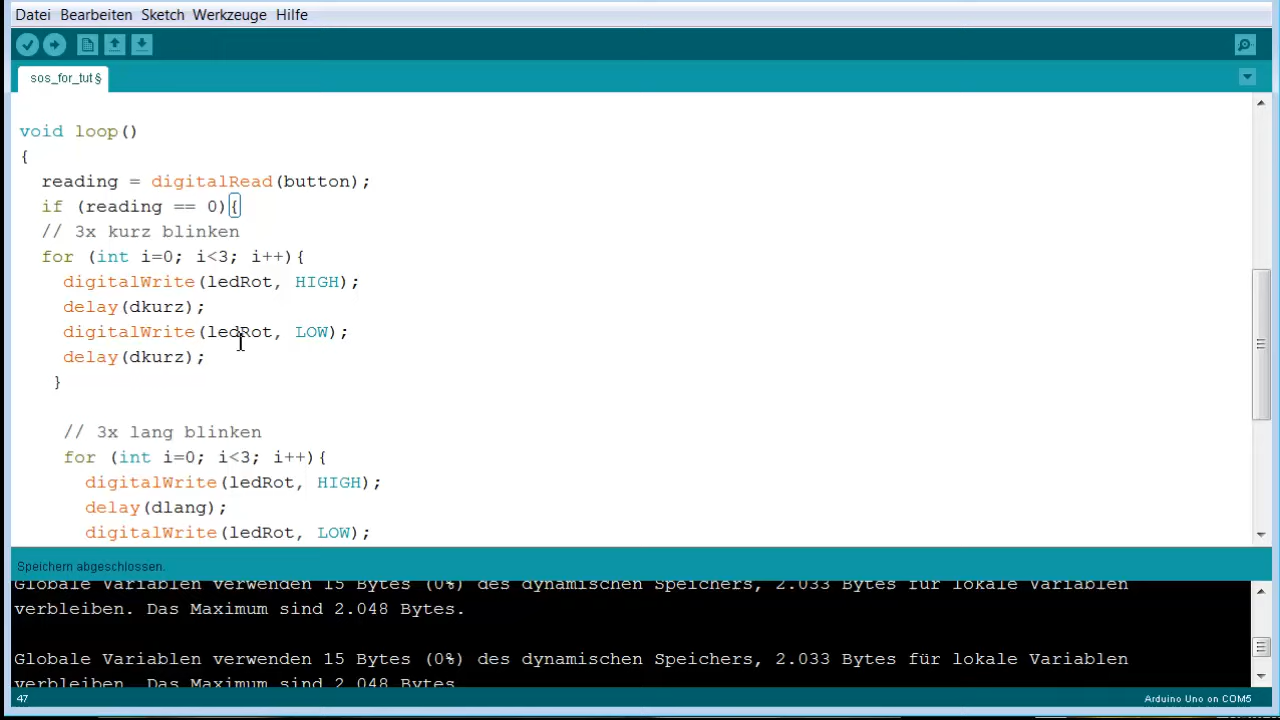 Datei Bearbeiten Sketch Werkzeuge Hilfe
sos_for_tut§
void loop()
{
  reading = digitalRead(button);
  if (reading == 0){
  // 3x kurz blinken
  for (int i=0; i<3; i++){
    digitalWrite(ledRot, HIGH);
    delay(dkurz);
    digitalWrite(ledRot, LOW);
    delay(dkurz);
   }
    // 3x lang blinken
    for (int i=0; i<3; i++){
      digitalWrite(ledRot, HIGH);
      delay(dlang);
      digitalWrite(ledRot, LOW);
Speichern abgeschlossen.
Globale Variablen verwenden 15 Bytes (0%) des dynamischen Speichers, 2.033 Bytes für lokale Variablen
verbleiben. Das Maximum sind 2.048 Bytes.
Globale Variablen verwenden 15 Bytes (0%) des dynamischen Speichers, 2.033 Bytes für lokale Variablen
verbleiben. Das Maximum sind 2.048 Bytes
47
Arduino Uno on COM5